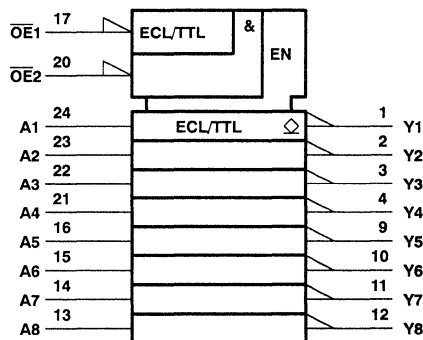 17
OE1 ECL/TTL & EN
20
OE2
24 1
A1 ECL/TTL Y1
23 2
A2 Y2
22 3
A3 Y3
21 4
A4 Y4
16 9
A5 Y5
15 10
A6 Y6
14 11
A7 Y7
13 12
A8 Y8